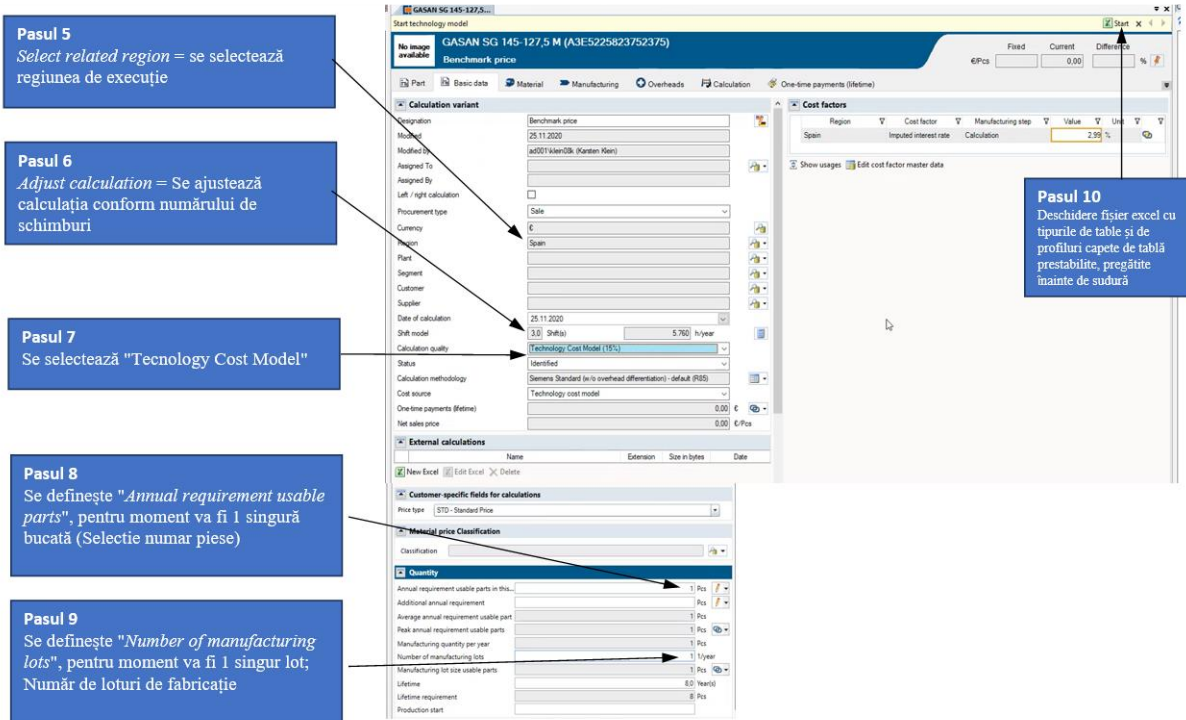 GASAN SG 145-127,5...
Start technology model
Start
No image available
GASAN SG 145-127,5 M (A3E5225823752375)
Benchmark price
Fixed Current Difference
€/Pcs 0,00 %
Part Basic data Material Manufacturing Overheads Calculation One-time payments (lifetime)
Calculation variant
Designation Benchmark price
Modified 25.11.2020
Modified by ad001\klein08k (Karsten Klein)
Assigned To
Assigned By
Left / right calculation
Procurement type Sale
Currency €
Region Spain
Plant
Segment
Customer
Supplier
Date of calculation 25.11.2020
Shift model 3,0 Shift(s) 5.760 h/year
Calculation quality Technology Cost Model (15%)
Status Identified
Calculation methodology Siemens Standard (w/o overhead differentiation) - default (R85)
Cost source Technology cost model
One-time payments (lifetime) 0,00 €
Net sales price 0,00 €/Pcs
External calculations
Name Extension Size in bytes Date
New Excel Edit Excel Delete
Cost factors
Region Cost factor Manufacturing step Value Unit
Spain Imputed interest rate Calculation 2,99 %
Show usages Edit cost factor master data
Customer-specific fields for calculations
Price type STD - Standard Price
Material price Classification
Classification
Quantity
Annual requirement usable parts in this... 1 Pcs
Additional annual requirement Pcs
Average annual requirement usable part 1 Pcs
Peak annual requirement usable parts 1 Pcs
Manufacturing quantity per year 1 Pcs
Number of manufacturing lots 1 1/year
Manufacturing lot size usable parts 1 Pcs
Lifetime 8,0 Year(s)
Lifetime requirement 8 Pcs
Production start
Pasul 5
Select related region = se selectează
regiunea de execuție
Pasul 6
Adjust calculation = Se ajustează
calculația conform numărului de
schimburi
Pasul 7
Se selectează "Tecnology Cost Model"
Pasul 8
Se definește "Annual requirement usable
parts", pentru moment va fi 1 singură
bucată (Selectie numar piese)
Pasul 9
Se definește "Number of manufacturing
lots", pentru moment va fi 1 singur lot;
Număr de loturi de fabricație
Pasul 10
Deschidere fișier excel cu
tipurile de table și de
profiluri capete de tablă
prestabilite, pregătite
înainte de sudură